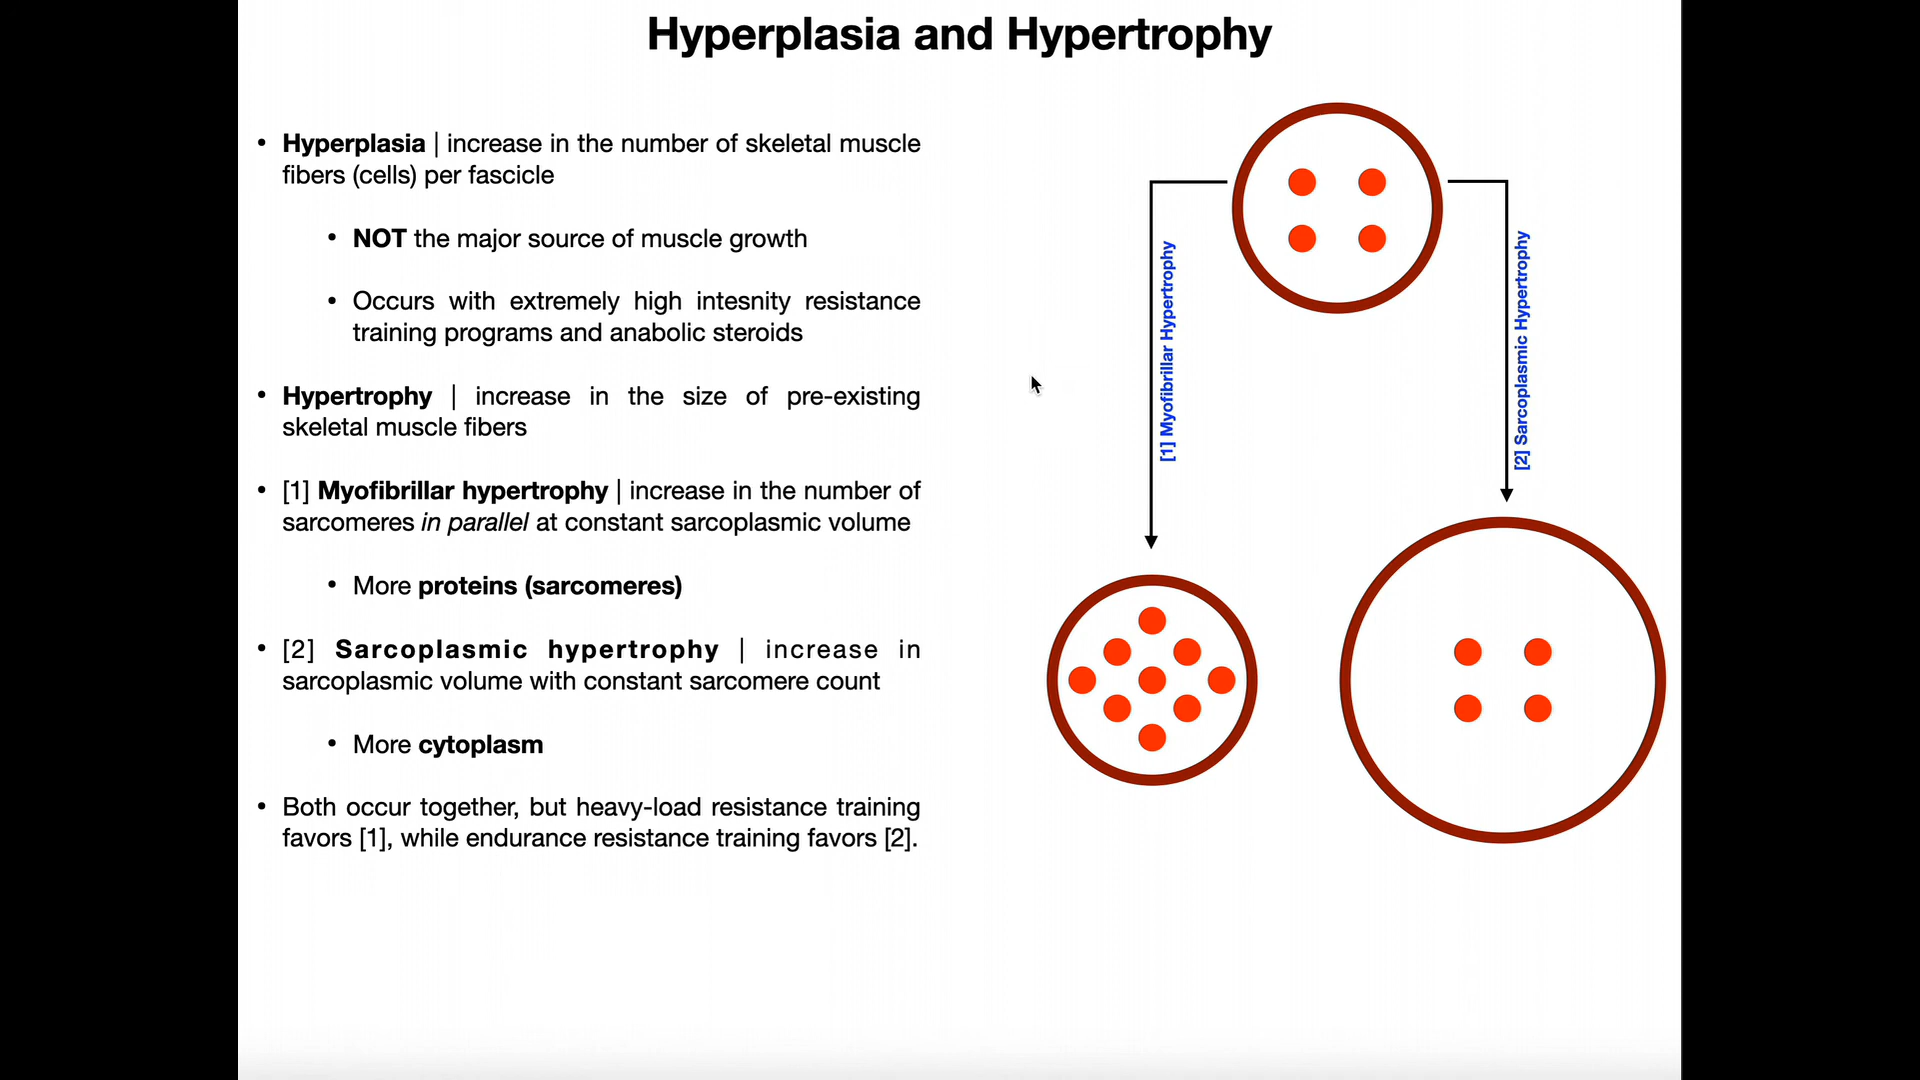 Hyperplasia and Hypertrophy
• Hyperplasia | increase in the number of skeletal muscle
fibers (cells) per fascicle
• NOT the major source of muscle growth
• Occurs with extremely high intesnity resistance
training programs and anabolic steroids
• Hypertrophy | increase in the size of pre-existing
skeletal muscle fibers
• [1] Myofibrillar hypertrophy | increase in the number of
sarcomeres in parallel at constant sarcoplasmic volume
• More proteins (sarcomeres)
• [2] Sarcoplasmic hypertrophy | increase in
sarcoplasmic volume with constant sarcomere count
• More cytoplasm
• Both occur together, but heavy-load resistance training
favors [1], while endurance resistance training favors [2].
[1] Myofibrillar Hypertrophy
[2] Sarcoplasmic Hypertrophy